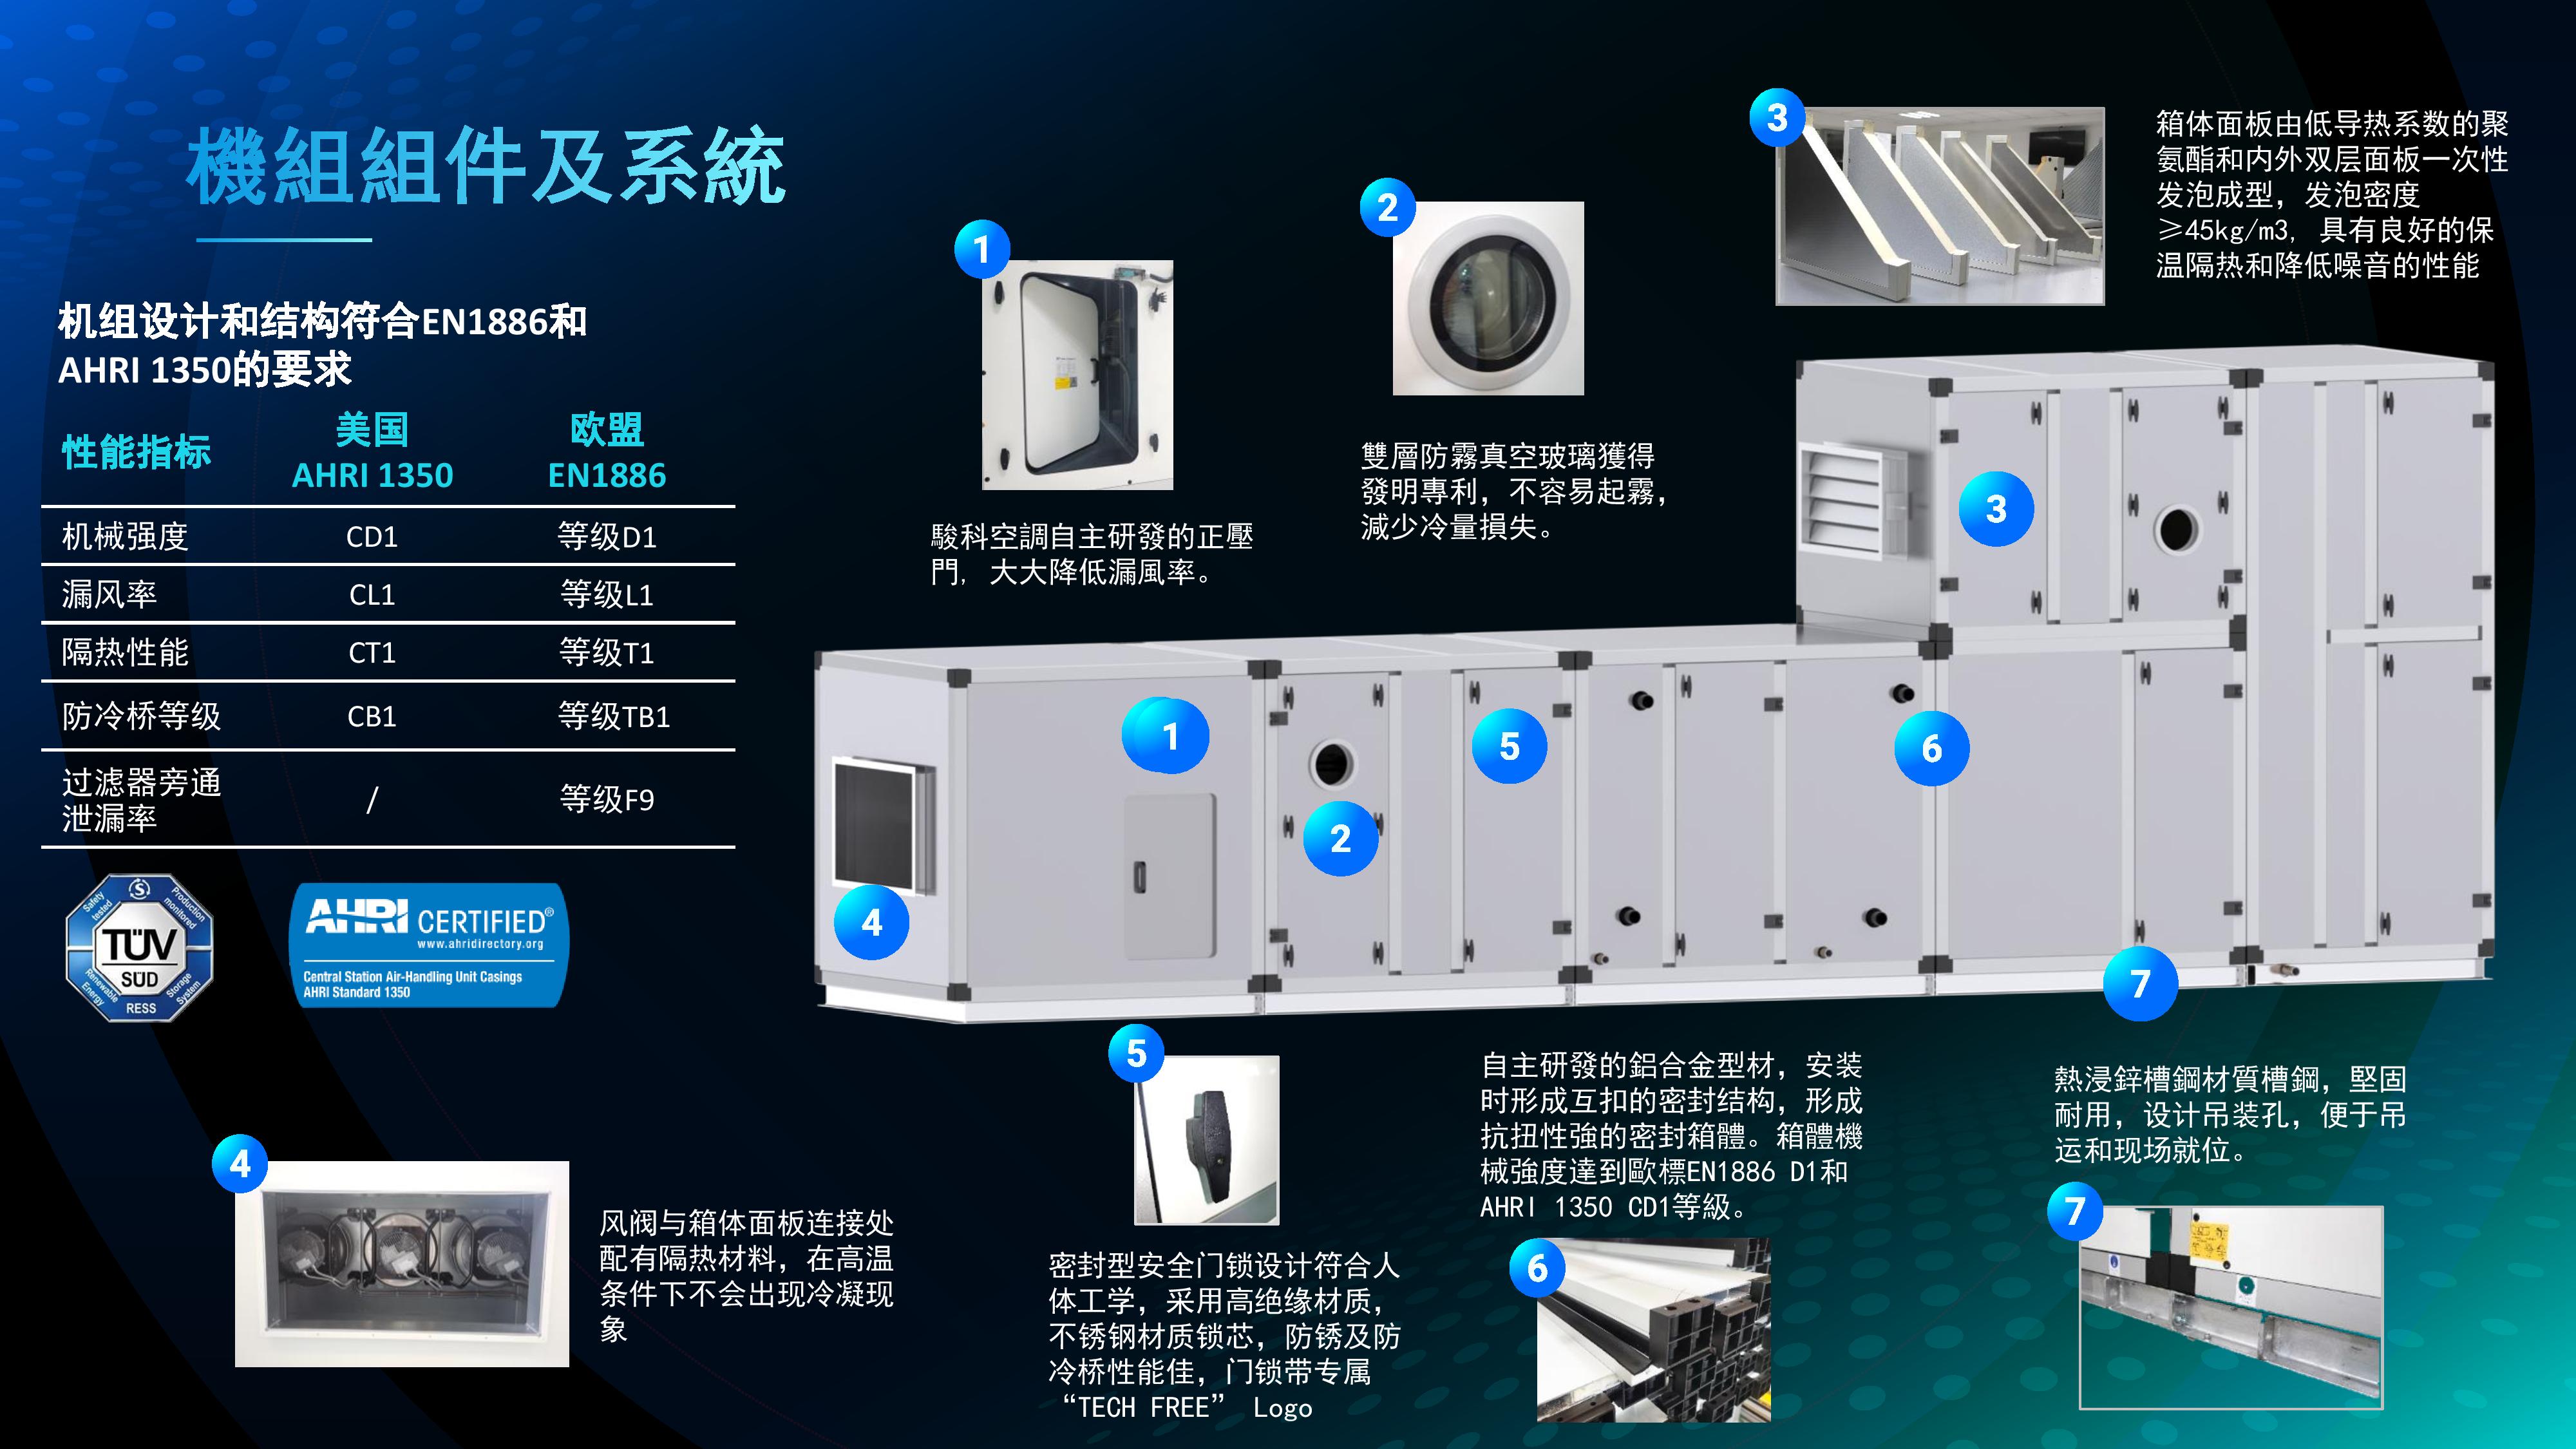 機組組件及系統
机组设计和结构符合EN1886和
AHRI 1350的要求
性能指标
美国
AHRI 1350
欧盟
EN1886
机械强度 CD1 等级D1
漏风率 CL1 等级L1
隔热性能 CT1 等级T1
防冷桥等级 CB1 等级TB1
过滤器旁通
泄漏率
/ 等级F9
Safety tested
Production monitored
TÜV
SÜD
Renewable Energy
Storage System
RESS
AHRI CERTIFIED®
www.ahridirectory.org
Central Station Air-Handling Unit Casings
AHRI Standard 1350
1
駿科空調自主研發的正壓
門，大大降低漏風率。
2
雙層防霧真空玻璃獲得
發明專利，不容易起霧，
減少冷量損失。
3
箱体面板由低导热系数的聚
氨酯和内外双层面板一次性
发泡成型，发泡密度
≥45kg/m3，具有良好的保
温隔热和降低噪音的性能
3
1
5
6
2
4
7
4
风阀与箱体面板连接处
配有隔热材料，在高温
条件下不会出现冷凝现
象
5
密封型安全门锁设计符合人
体工学，采用高绝缘材质，
不锈钢材质锁芯，防锈及防
冷桥性能佳，门锁带专属
“TECH FREE” Logo
自主研發的鋁合金型材，安装
时形成互扣的密封结构，形成
抗扭性強的密封箱體。箱體機
械強度達到歐標EN1886 D1和
AHRI 1350 CD1等級。
6
熱浸鋅槽鋼材質槽鋼，堅固
耐用，设计吊装孔，便于吊
运和现场就位。
7